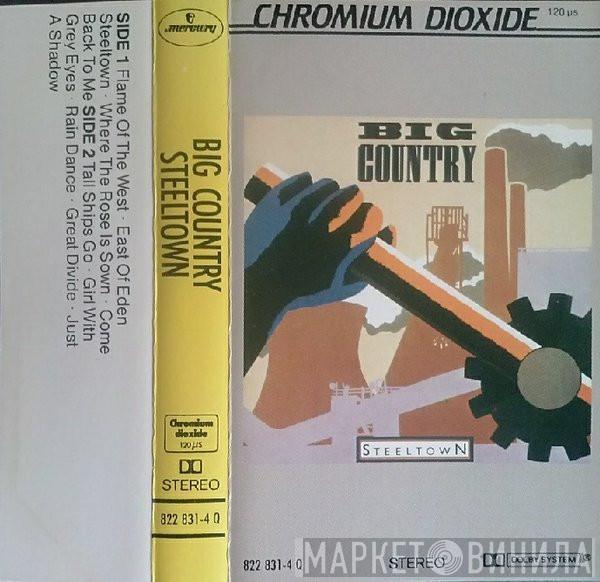 SIDE 1 Flame Of The West · East Of Eden
Steeltown · Where The Rose Is Sown · Come
Back To Me SIDE 2 Tall Ships Go · Girl With
Grey Eyes · Rain Dance · Great Divide · Just
A Shadow
mercury
BIG COUNTRY
STEELTOWN
Chromium
dioxide
120 µs
STEREO
822 831-4 Q
CHROMIUM DIOXIDE 120 µs
BIG
COUNTRY
STEELTOWN
822 831-4 Q STEREO DOLBY SYSTEM
МАРКЕТ ВИНИЛА